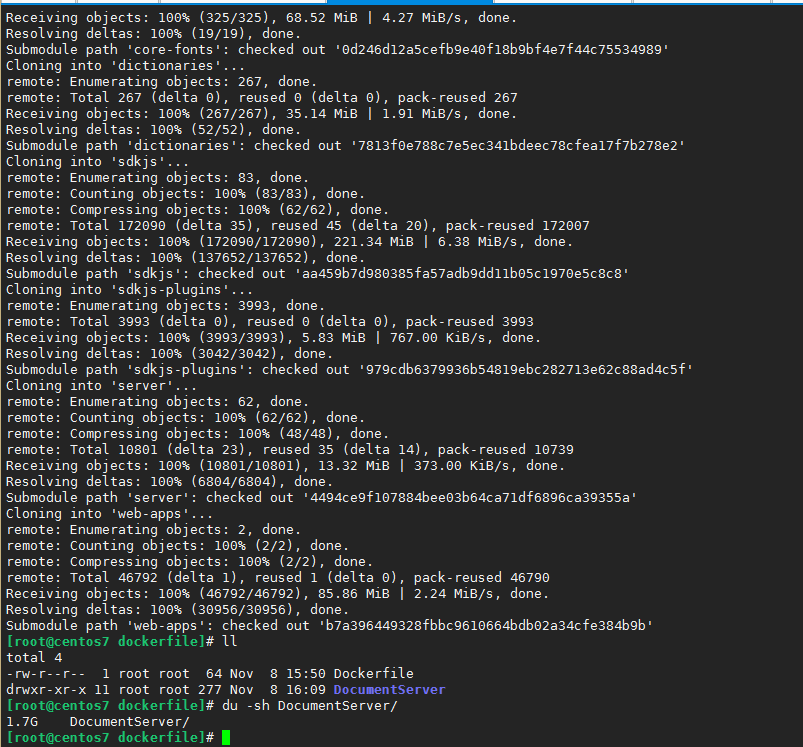 Receiving objects: 100% (325/325), 68.52 MiB | 4.27 MiB/s, done.
Resolving deltas: 100% (19/19), done.
Submodule path 'core-fonts': checked out '0d246d12a5cefb9e40f18b9bf4e7f44c75534989'
Cloning into 'dictionaries'...
remote: Enumerating objects: 267, done.
remote: Total 267 (delta 0), reused 0 (delta 0), pack-reused 267
Receiving objects: 100% (267/267), 35.14 MiB | 1.91 MiB/s, done.
Resolving deltas: 100% (52/52), done.
Submodule path 'dictionaries': checked out '7813f0e788c7e5ec341bdeec78cfea17f7b278e2'
Cloning into 'sdkjs'...
remote: Enumerating objects: 83, done.
remote: Counting objects: 100% (83/83), done.
remote: Compressing objects: 100% (62/62), done.
remote: Total 172090 (delta 35), reused 45 (delta 20), pack-reused 172007
Receiving objects: 100% (172090/172090), 221.34 MiB | 6.38 MiB/s, done.
Resolving deltas: 100% (137652/137652), done.
Submodule path 'sdkjs': checked out 'aa459b7d980385fa57adb9dd11b05c1970e5c8c8'
Cloning into 'sdkjs-plugins'...
remote: Enumerating objects: 3993, done.
remote: Total 3993 (delta 0), reused 0 (delta 0), pack-reused 3993
Receiving objects: 100% (3993/3993), 5.83 MiB | 767.00 KiB/s, done.
Resolving deltas: 100% (3042/3042), done.
Submodule path 'sdkjs-plugins': checked out '979cdb6379936b54819ebc282713e62c88ad4c5f'
Cloning into 'server'...
remote: Enumerating objects: 62, done.
remote: Counting objects: 100% (62/62), done.
remote: Compressing objects: 100% (48/48), done.
remote: Total 10801 (delta 23), reused 35 (delta 14), pack-reused 10739
Receiving objects: 100% (10801/10801), 13.32 MiB | 373.00 KiB/s, done.
Resolving deltas: 100% (6804/6804), done.
Submodule path 'server': checked out '4494ce9f107884bee03b64ca71df6896ca39355a'
Cloning into 'web-apps'...
remote: Enumerating objects: 2, done.
remote: Counting objects: 100% (2/2), done.
remote: Compressing objects: 100% (2/2), done.
remote: Total 46792 (delta 1), reused 1 (delta 0), pack-reused 46790
Receiving objects: 100% (46792/46792), 85.86 MiB | 2.24 MiB/s, done.
Resolving deltas: 100% (30956/30956), done.
Submodule path 'web-apps': checked out 'b7a396449328fbbc9610664bdb02a34cfe384b9b'
[root@centos7 dockerfile]# ll
total 4
-rw-r--r--  1 root root  64 Nov  8 15:50 Dockerfile
drwxr-xr-x 11 root root 277 Nov  8 16:09 DocumentServer
[root@centos7 dockerfile]# du -sh DocumentServer/
1.7G    DocumentServer/
[root@centos7 dockerfile]#